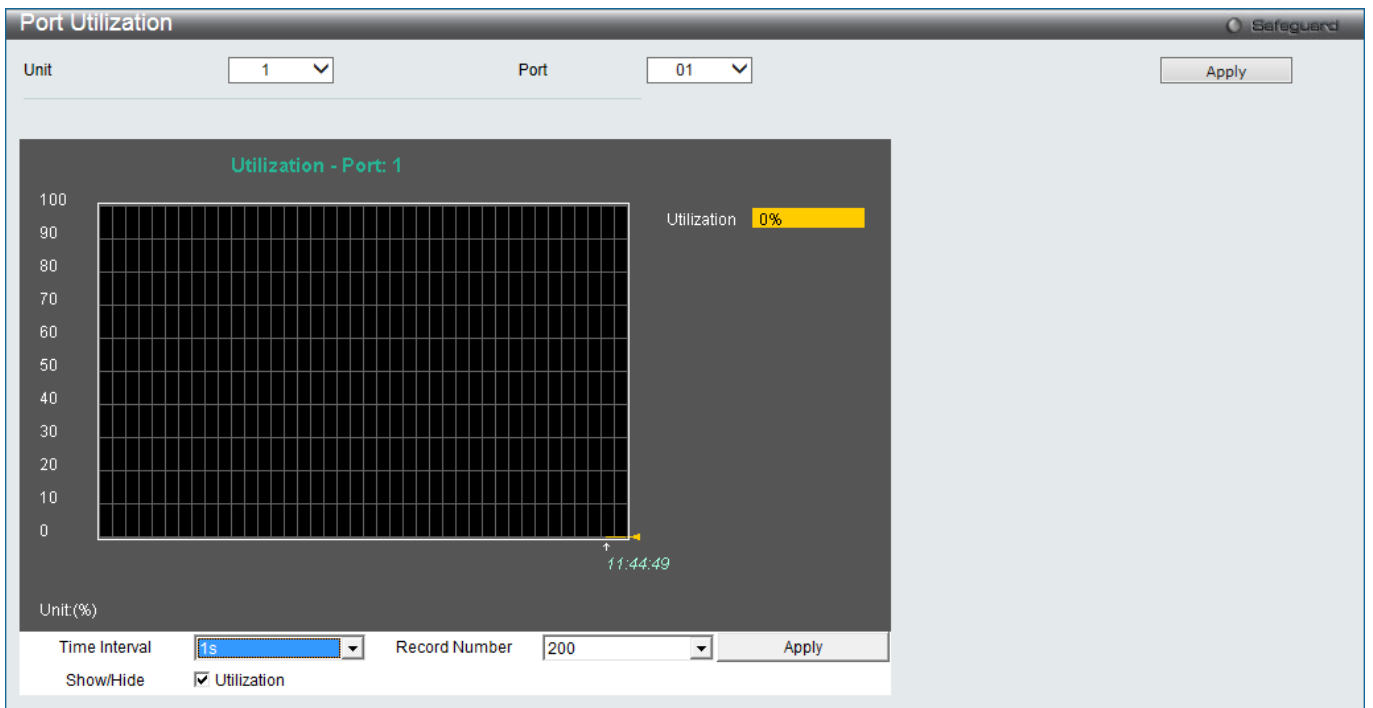 Port Utilization
Safeguard
Unit 1 Port 01 Apply
Utilization - Port: 1
100
Utilization 0%
90
80
70
60
50
40
30
20
10
0
11:44:49
Unit:(%)
Time Interval 1s Record Number 200 Apply
Show/Hide Utilization